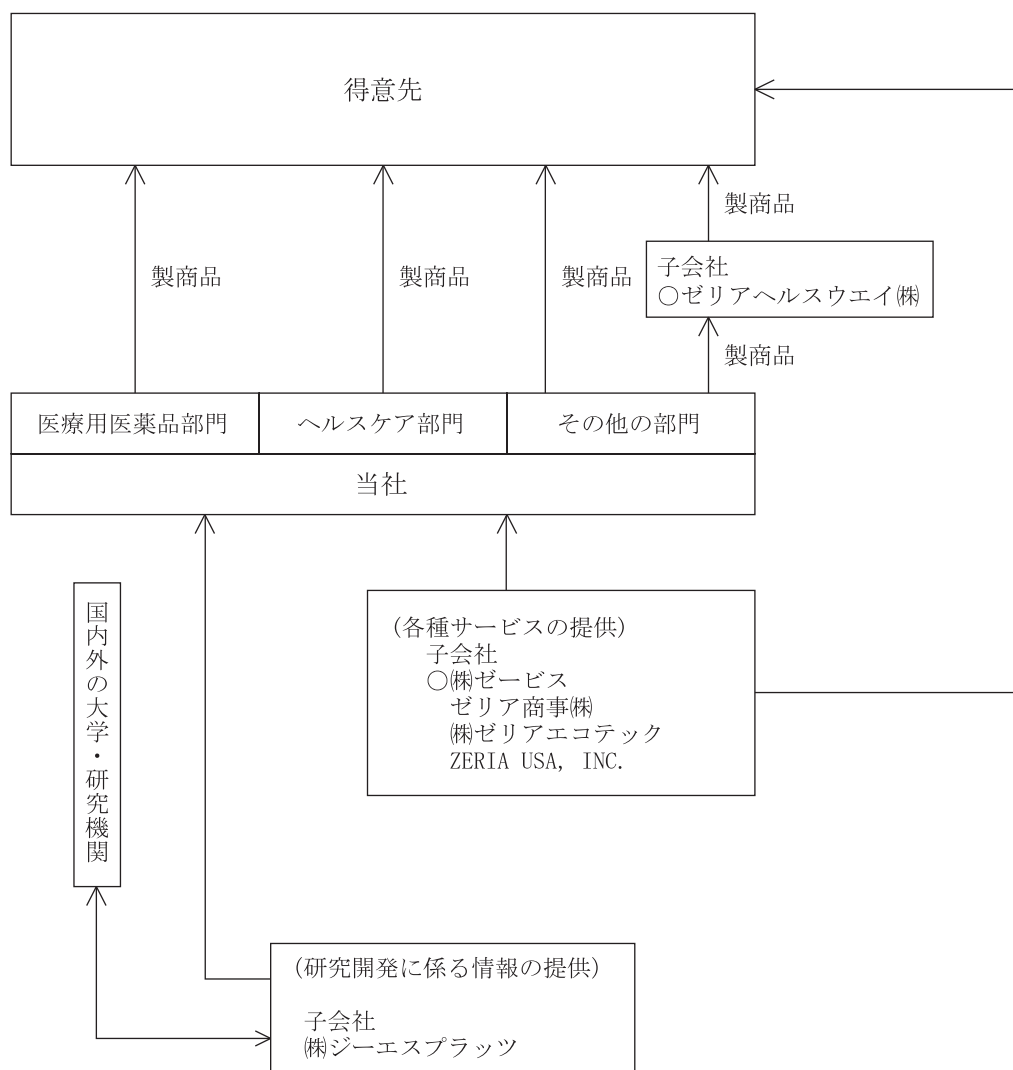 得意先
製商品
製商品
製商品
製商品
子会社
○ゼリアヘルスウエイ㈱
製商品
医療用医薬品部門
ヘルスケア部門
その他の部門
当社
国内外の大学・研究機関
(各種サービスの提供)
子会社
○㈱ゼービス
ゼリア商事㈱
㈱ゼリアエコテック
ZERIA USA, INC.
(研究開発に係る情報の提供)
子会社
㈱ジーエスプラッツ